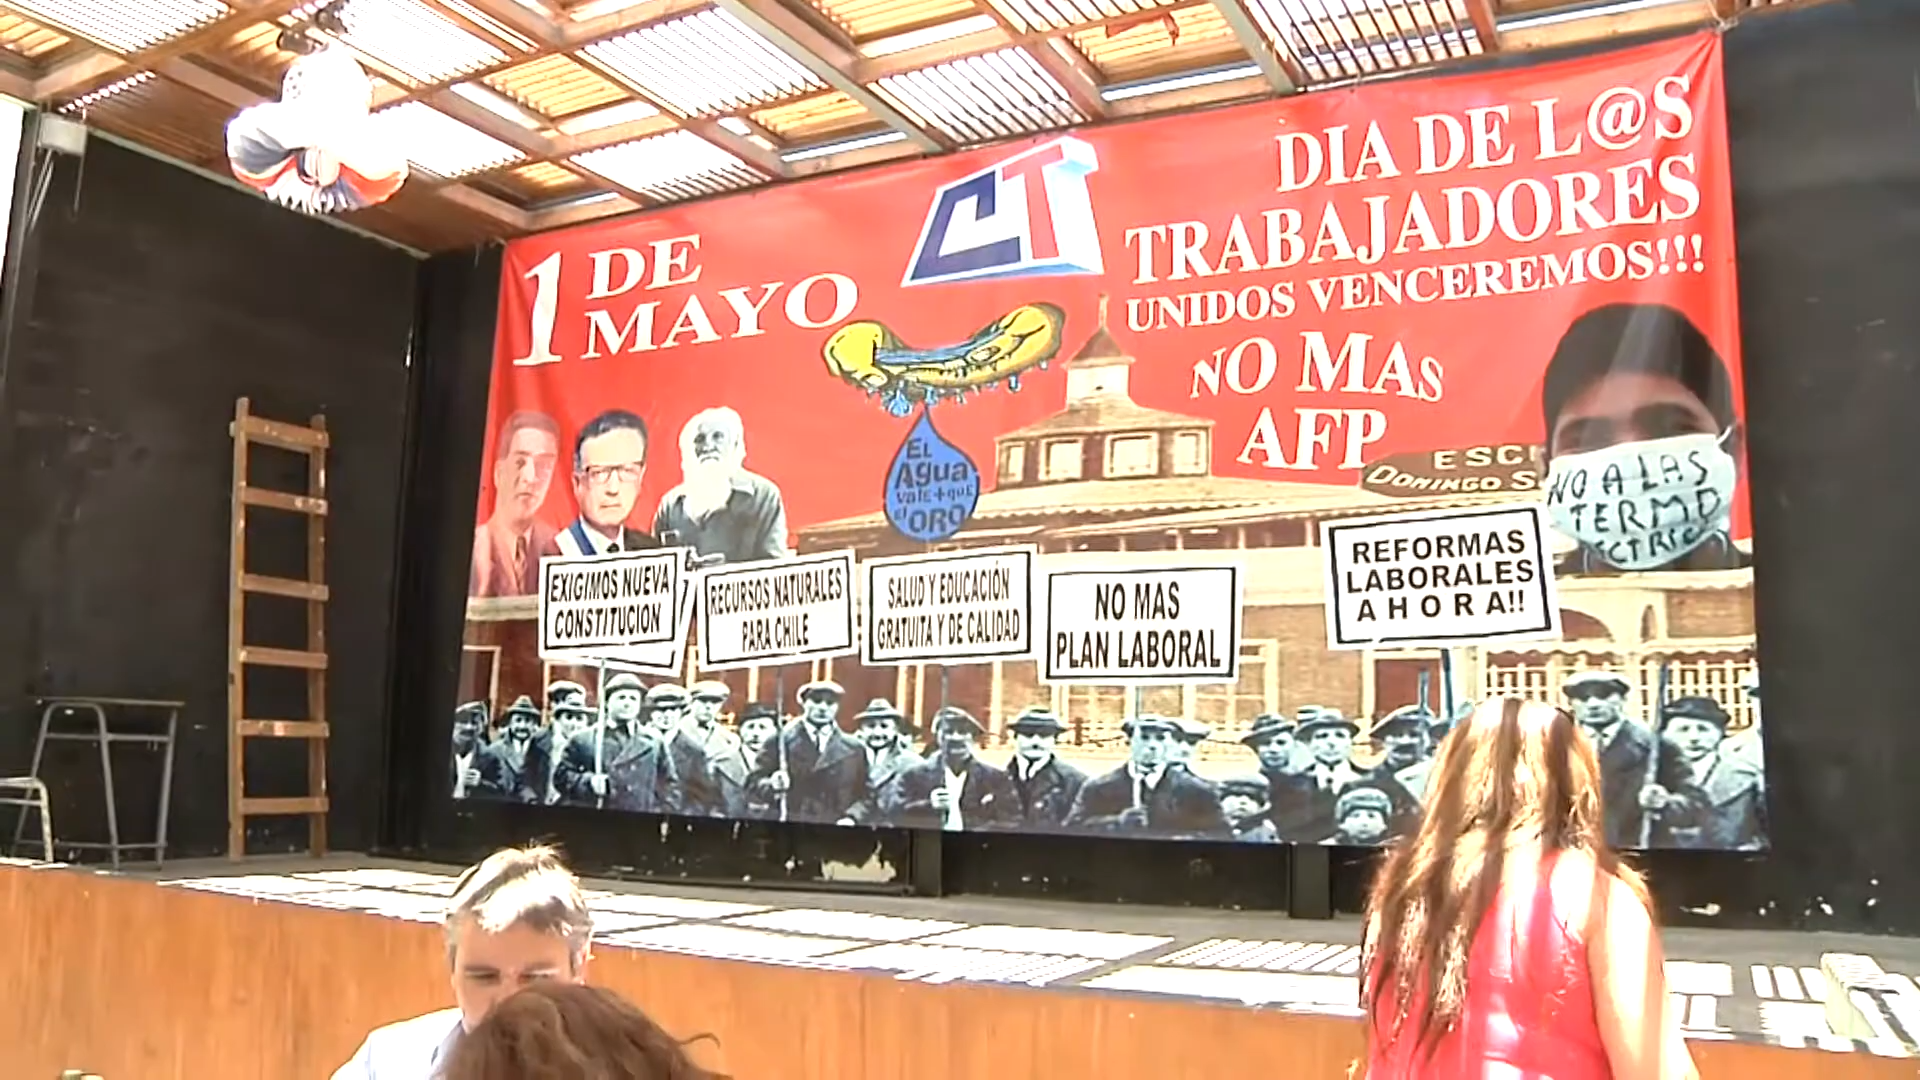 1 DE
MAYO
CT
DIA DE L@S
TRABAJADORES
UNIDOS VENCEREMOS!!!
NO MAS
AFP
EL
Agua
vale+que
el
ORO
DOMINGO S
NO A LAS
TERMO
ECTRIC
EXIGIMOS NUEVA
CONSTITUCION
RECURSOS NATURALES
PARA CHILE
SALUD Y EDUCACIÓN
GRATUITA Y DE CALIDAD
NO MAS
PLAN LABORAL
REFORMAS
LABORALES
AHORA!!